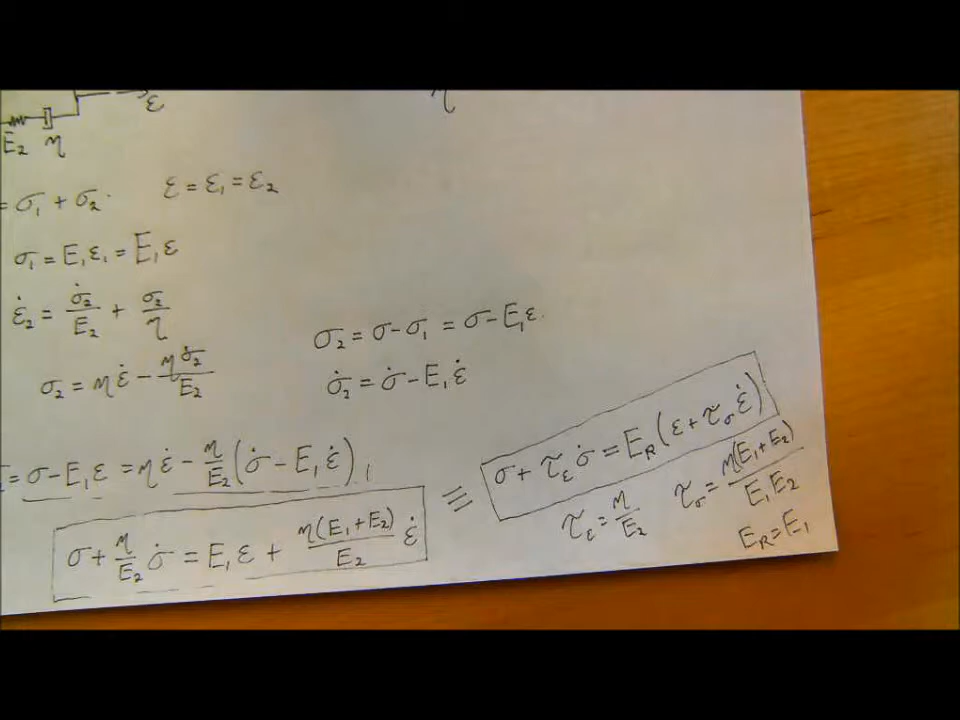 ε
η
E₂ η
= σ₁ + σ₂ ε = ε₁ = ε₂
σ₁ = E₁ε₁ = E₁ε
ε̇₂ = σ̇₂/E₂ + σ₂/η
σ₂ = σ - σ₁ = σ - E₁ε
σ₂ = ηε̇ - ησ̇₂/E₂
σ̇₂ = σ̇ - E₁ε̇
= σ - E₁ε = ηε̇ - η/E₂(σ̇ - E₁ε̇)
σ + η/E₂ σ̇ = E₁ε + η(E₁+E₂)/E₂ ε̇
≡ σ + τ_ε σ̇ = E_R(ε + τ_σ ε̇)
τ_ε = η/E₂ τ_σ = η(E₁+E₂)/E₁E₂
E_R = E₁